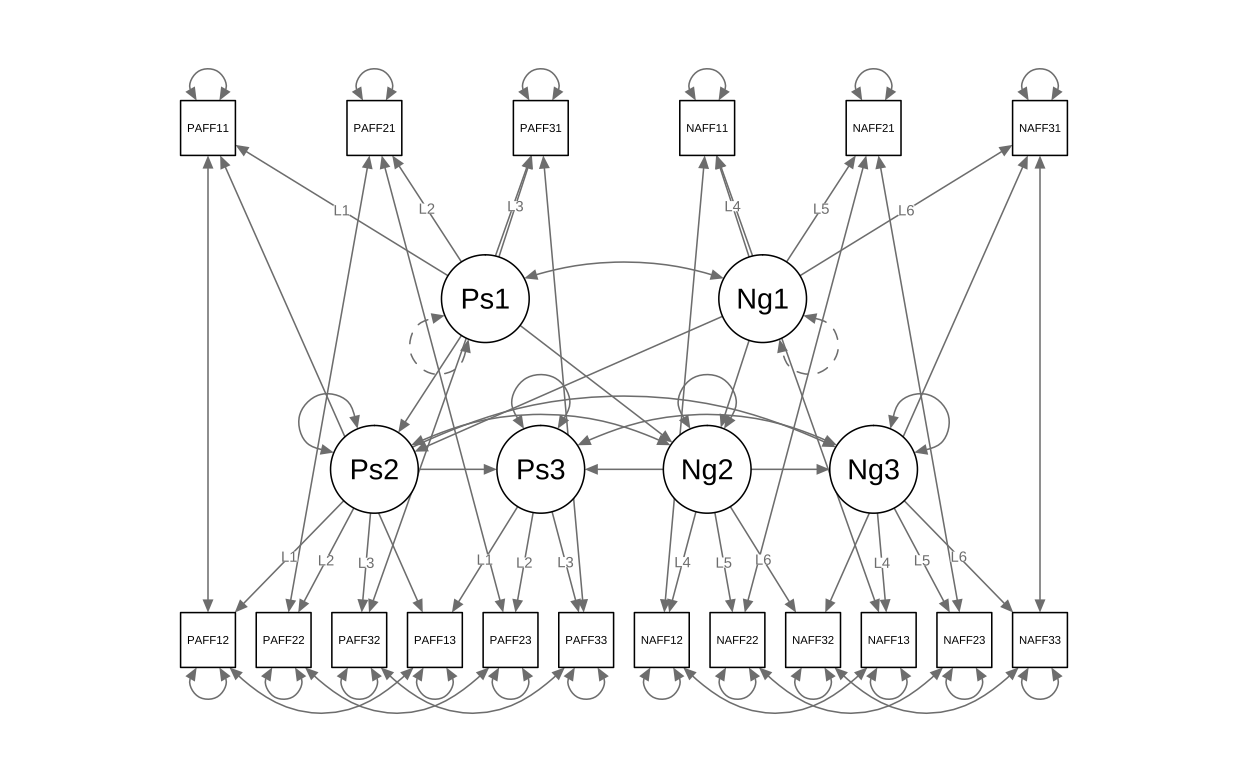 PAFF11 PAFF21 PAFF31 NAFF11 NAFF21 NAFF31
L1 L2 L3 L4 L5 L6
Ps1 Ng1
Ps2 Ps3 Ng2 Ng3
L1 L2 L3 L1 L2 L3 L4 L5 L6 L4 L5 L6
PAFF12 PAFF22 PAFF32 PAFF13 PAFF23 PAFF33 NAFF12 NAFF22 NAFF32 NAFF13 NAFF23 NAFF33